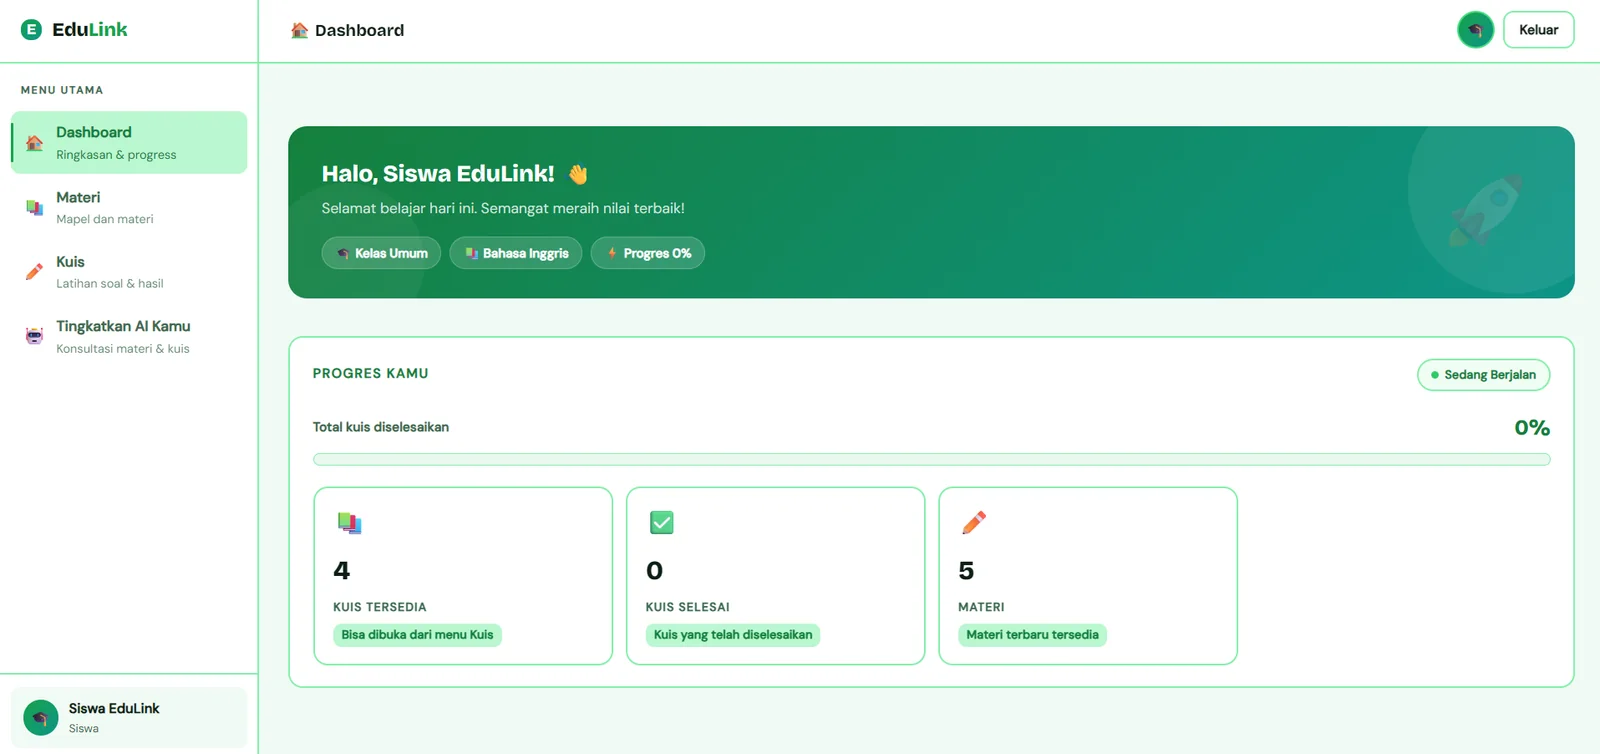 E EduLink
MENU UTAMA
Dashboard
Ringkasan & progress
Materi
Mapel dan materi
Kuis
Latihan soal & hasil
Tingkatkan AI Kamu
Konsultasi materi & kuis
Siswa EduLink
Siswa
Dashboard
Keluar
Halo, Siswa EduLink!
Selamat belajar hari ini. Semangat meraih nilai terbaik!
Kelas Umum
Bahasa Inggris
Progres 0%
PROGRES KAMU
Sedang Berjalan
Total kuis diselesaikan
0%
4
KUIS TERSEDIA
Bisa dibuka dari menu Kuis
0
KUIS SELESAI
Kuis yang telah diselesaikan
5
MATERI
Materi terbaru tersedia